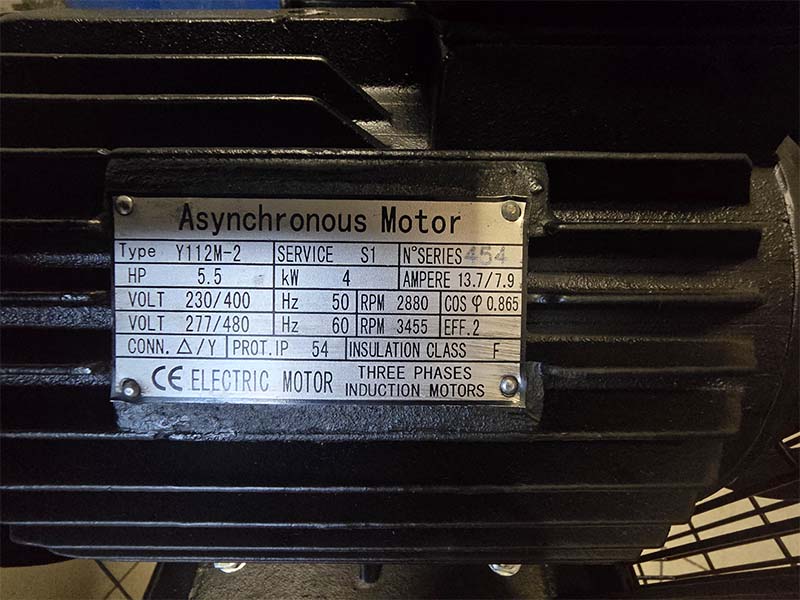 Asynchronous Motor
Type Y112M-2 SERVICE S1 N°SERIES 454
HP 5.5 kW 4 AMPERE 13.7/7.9
VOLT 230/400 Hz 50 RPM 2880 COS φ 0.865
VOLT 277/480 Hz 60 RPM 3455 EFF.2
CONN. △/Y PROT.IP 54 INSULATION CLASS F
CE ELECTRIC MOTOR THREE PHASES INDUCTION MOTORS